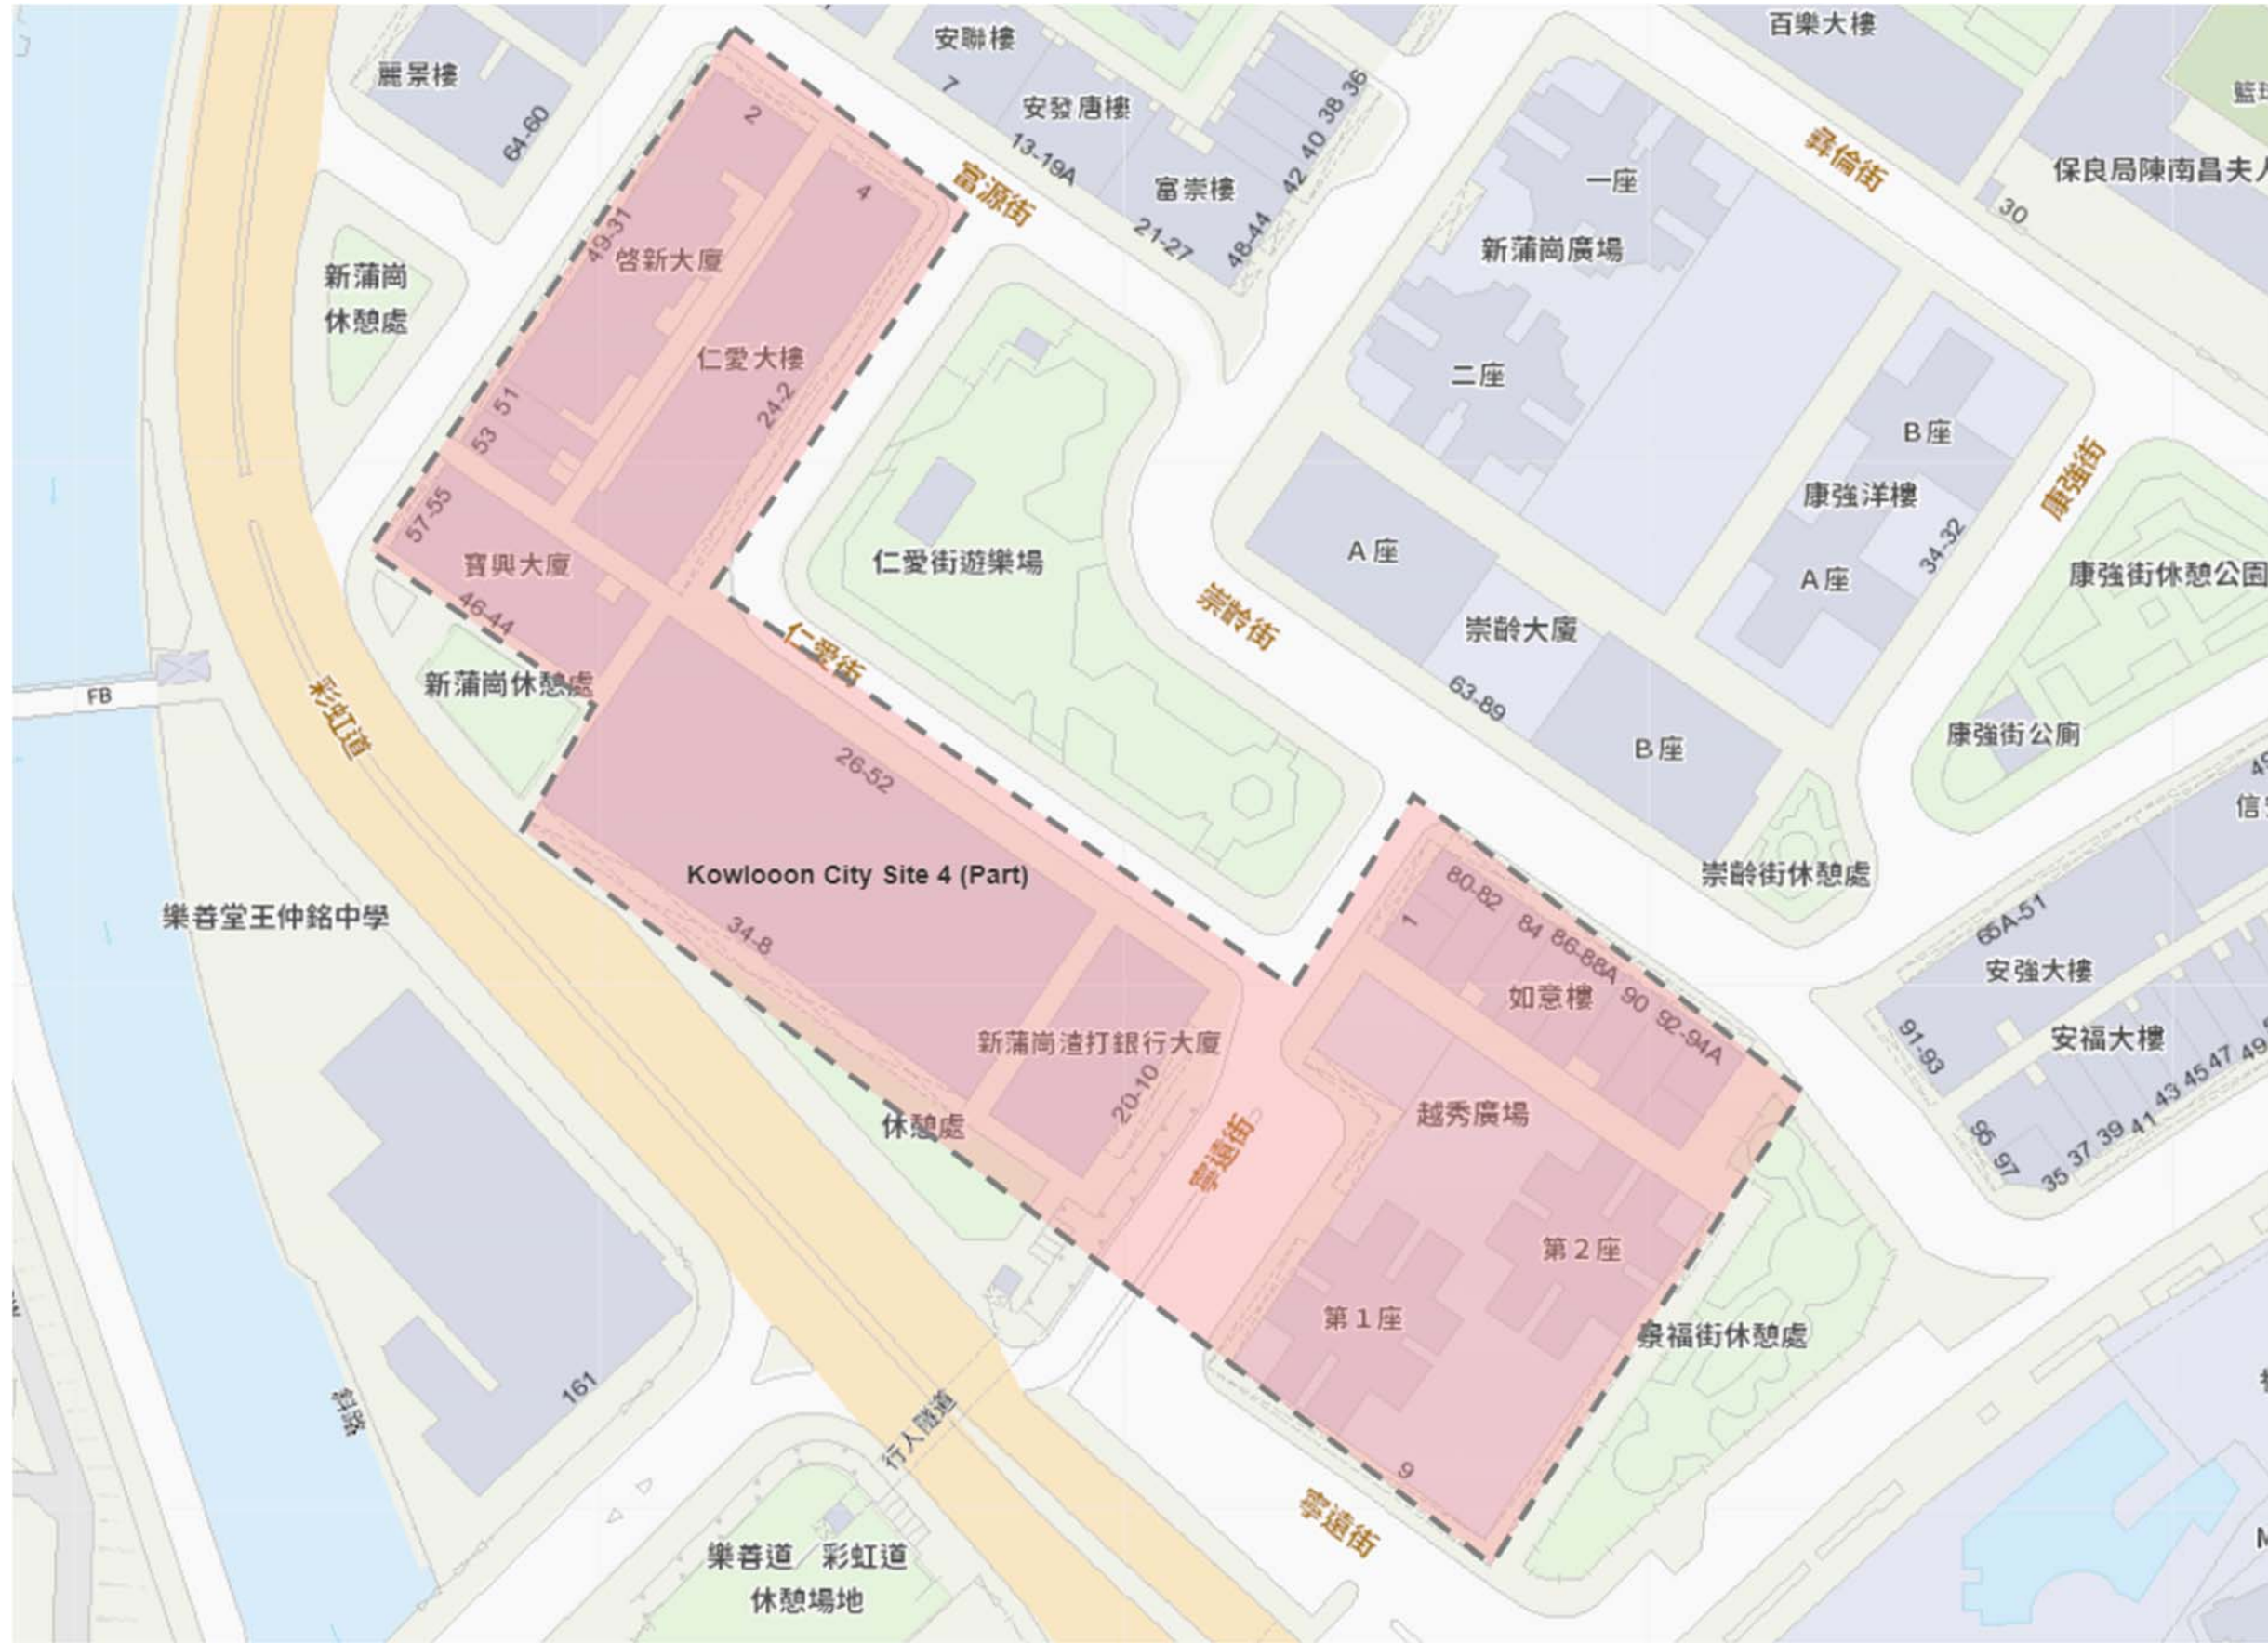 安聯樓
百樂大樓
麗景樓
7
安發唐樓
64-60
2
13-19A
36
38
40
42
富崇樓
48-44
21-27
4
富源街
一座
彛倫街
30
新蒲崗廣場
49-31
啓新大廈
新蒲崗
休憩處
仁愛大樓
24-2
二座
51
53
57-55
B座
康強洋樓
A座
34-32
康強街
康強街休憩公園
康強街公廁
寶興大廈
46-44
新蒲崗休憩處
仁愛街
仁愛街遊樂場
崇齡街
A座
崇齡大廈
63-89
B座
崇齡街休憩處
FB
彩虹道
26-52
Kowlooon City Site 4 (Part)
34-8
樂善堂王仲銘中學
新蒲崗渣打銀行大廈
20-10
休憩處
寧遠街
1
80-82
84
86-88A
90
92-94A
如意樓
越秀廣場
第2座
第1座
9
景福街休憩處
65A-51
安強大樓
91-93
安福大樓
95
97
35
37
39
41
43
45
47
49
161
斜路
行人隧道
寧遠街
樂善道／彩虹道
休憩場地